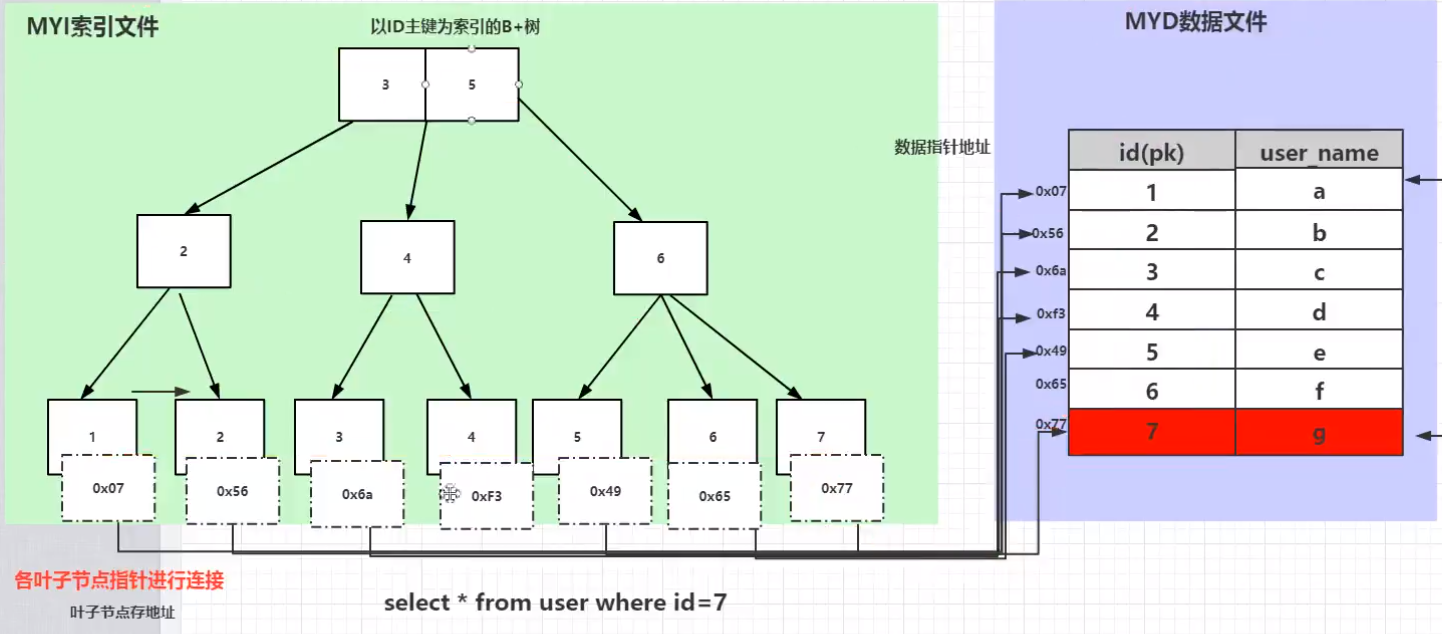 MYI索引文件
以ID主键为索引的B+树
MYD数据文件
3 5
数据指针地址
id(pk) user_name
0x07 1 a
0x56 2 b
0x6a 3 c
0xf3 4 d
0x49 5 e
0x65 6 f
0x77 7 g
2 4 6
1 2 3 4 5 6 7
0x07 0x56 0x6a 0xF3 0x49 0x65 0x77
各叶子节点指针进行连接
叶子节点存地址
select * from user where id=7